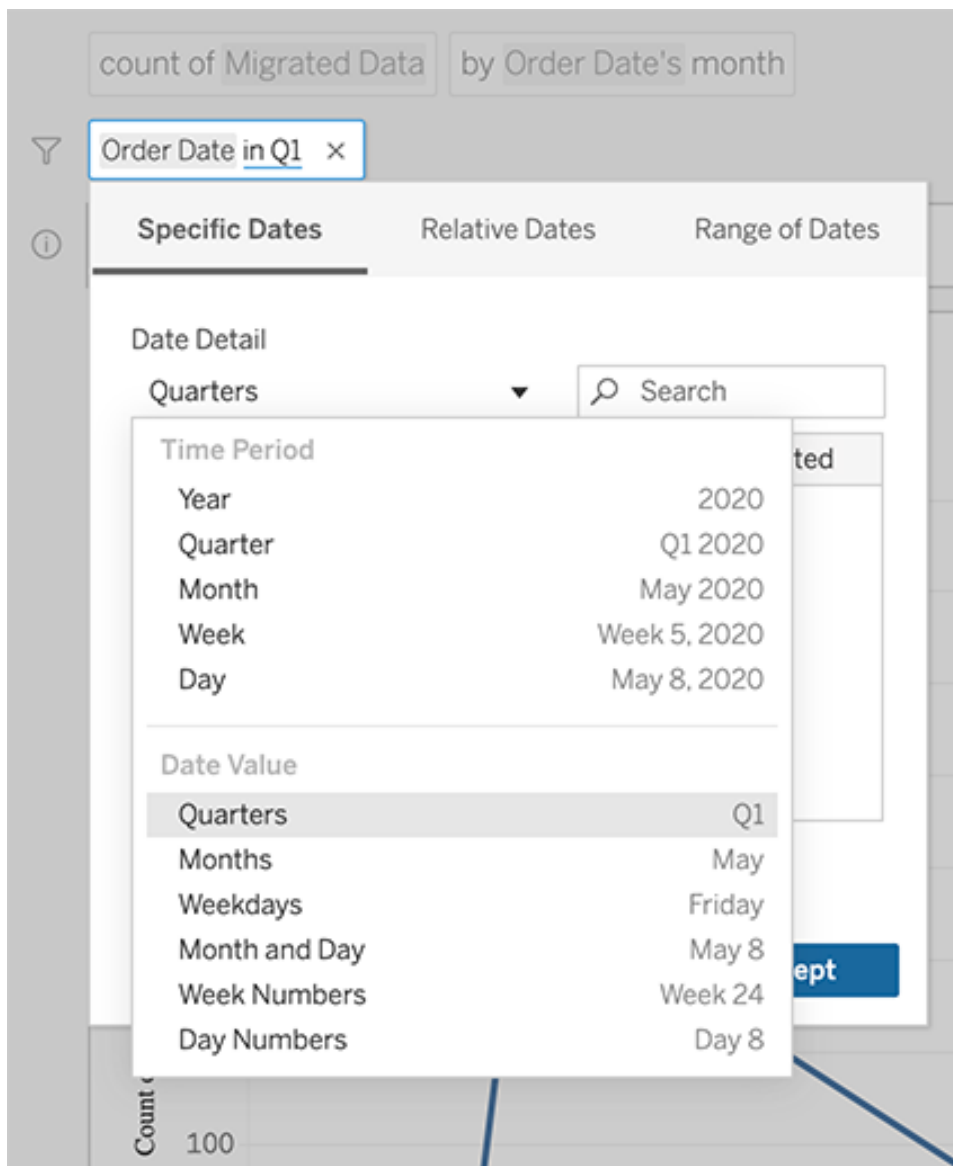 count of Migrated Data by Order Date's month
Order Date in Q1 ×
Specific Dates Relative Dates Range of Dates
Date Detail
Quarters Search
Time Period
Year 2020
Quarter Q1 2020
Month May 2020
Week Week 5, 2020
Day May 8, 2020
Date Value
Quarters Q1
Months May
Weekdays Friday
Month and Day May 8
Week Numbers Week 24
Day Numbers Day 8
ted
ept
Count
100